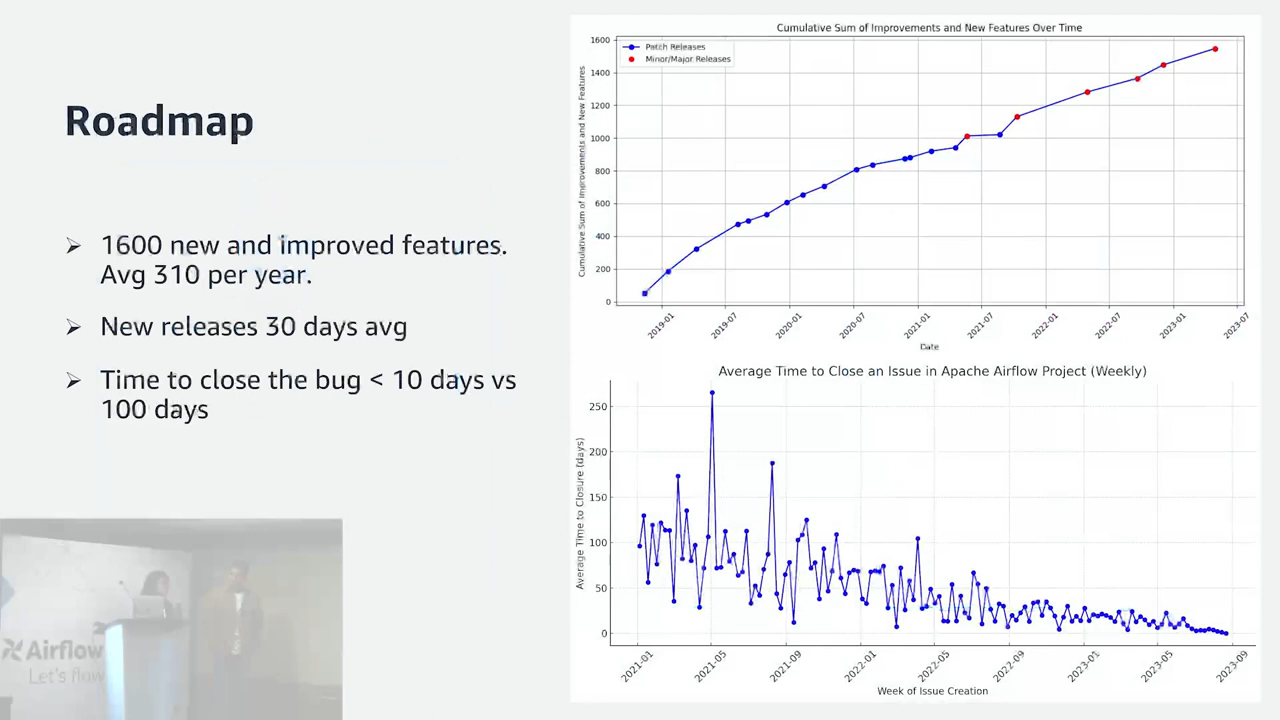 Roadmap
➢ 1600 new and improved features.
Avg 310 per year.
➢ New releases 30 days avg
➢ Time to close the bug < 10 days vs
100 days
Cumulative Sum of Improvements and New Features Over Time
Patch Releases
Minor/Major Releases
Cumulative Sum of Improvements and New Features
1600
1400
1200
1000
800
600
400
200
0
2019-01
2019-07
2020-01
2020-07
2021-01
2021-07
2022-01
2022-07
2023-01
2023-07
Date
Average Time to Close an Issue in Apache Airflow Project (Weekly)
Average Time to Closure (days)
250
200
150
100
50
0
2021-01
2021-05
2021-09
2022-01
2022-05
2022-09
2023-01
2023-05
2023-09
Week of Issue Creation
Airflow
Let's flow